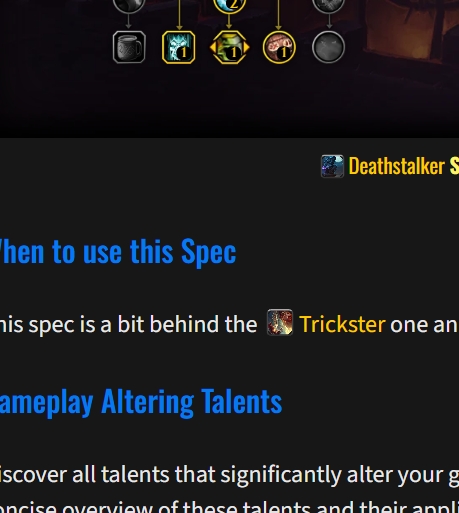 2
1 1 1
Deathstalker S
hen to use this Spec
his spec is a bit behind the Trickster one an
ameplay Altering Talents
iscover all talents that significantly alter your g
oncise overview of these talents and their appli